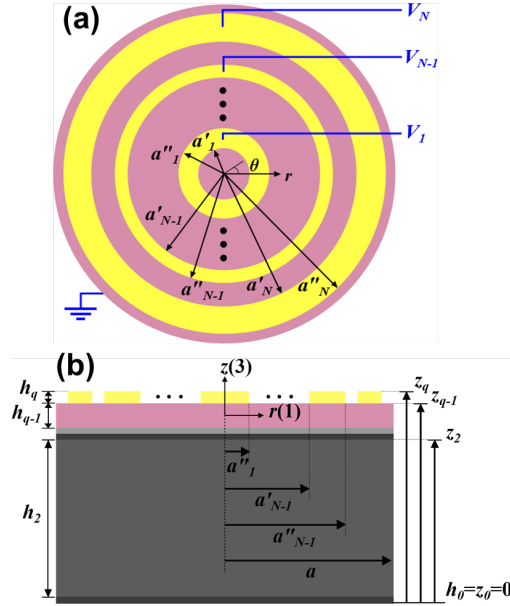 (a)
V_N
V_{N-1}
V_1
a'_1
a''_1
θ
r
a'_{N-1}
a''_{N-1}
a'_N
a''_N
(b)
z(3)
h_q
z_q
z_{q-1}
h_{q-1}
r(1)
z_2
a''_1
a'_{N-1}
h_2
a''_{N-1}
a
h_0=z_0=0